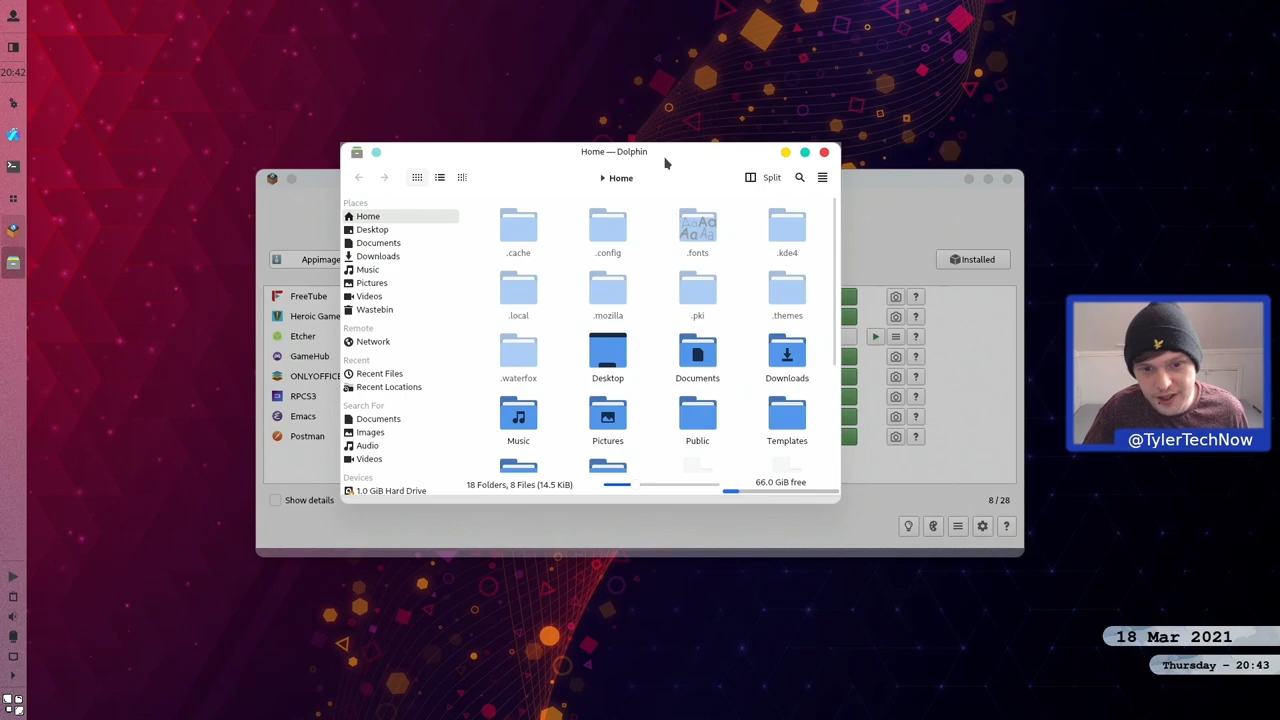 20:42
Home — Dolphin
Home
Split
Places
Home
Desktop
Documents
Downloads
Music
Pictures
Videos
Wastebin
Remote
Network
Recent
Recent Files
Recent Locations
Search For
Documents
Images
Audio
Videos
Devices
1.0 GiB Hard Drive
.cache
.config
.fonts
.kde4
.local
.mozilla
.pki
.themes
.waterfox
Desktop
Documents
Downloads
Music
Pictures
Public
Templates
18 Folders, 8 Files (14.5 KiB)
66.0 GiB free
Appimage
Installed
FreeTube
Heroic Game
Etcher
GameHub
ONLYOFFICE
RPCS3
Emacs
Postman
Show details
8 / 28
@TylerTechNow
18 Mar 2021
Thursday - 20:43